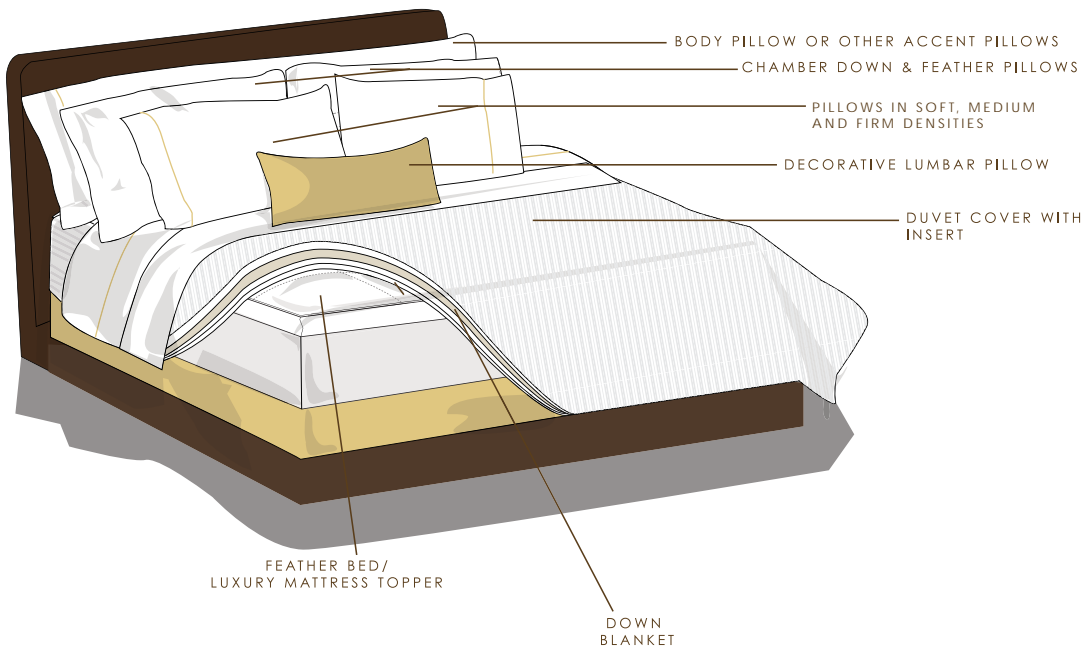 BODY PILLOW OR OTHER ACCENT PILLOWS
CHAMBER DOWN & FEATHER PILLOWS
PILLOWS IN SOFT, MEDIUM
AND FIRM DENSITIES
DECORATIVE LUMBAR PILLOW
DUVET COVER WITH
INSERT
FEATHER BED/
LUXURY MATTRESS TOPPER
DOWN
BLANKET